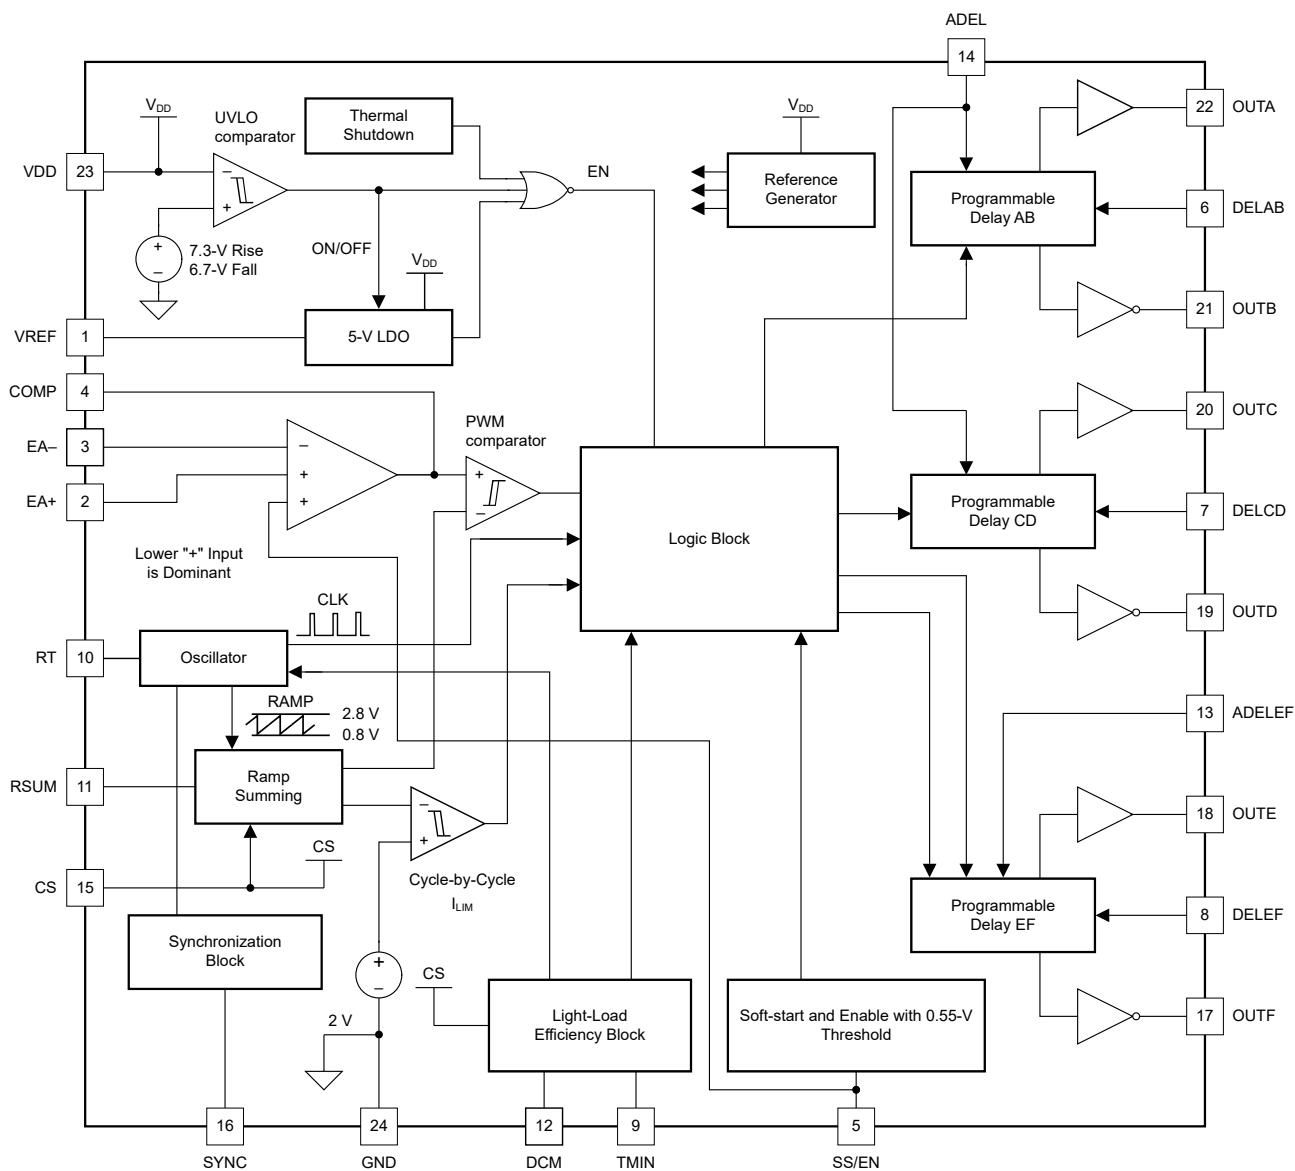 ADEL
14
VDD
23
VDD
UVLO
comparator
−
+
+
−
7.3-V Rise
6.7-V Fall
Thermal
Shutdown
ON/OFF
VDD
5-V LDO
EN
VDD
Reference
Generator
Programmable
Delay AB
22
OUTA
6
DELAB
21
OUTB
VREF
1
COMP
4
EA−
3
EA+
2
−
+
+
PWM
comparator
+
−
Lower "+" Input
is Dominant
Logic Block
20
OUTC
Programmable
Delay CD
7
DELCD
19
OUTD
CLK
RT
10
Oscillator
RAMP
2.8 V
0.8 V
RSUM
11
Ramp
Summing
−
+
Cycle-by-Cycle
ILIM
CS
CS
15
13
ADELEF
18
OUTE
Programmable
Delay EF
8
DELEF
17
OUTF
Synchronization
Block
+
−
2 V
CS
Light-Load
Efficiency Block
Soft-start and Enable with 0.55-V
Threshold
16
24
12
9
5
SYNC
GND
DCM
TMIN
SS/EN